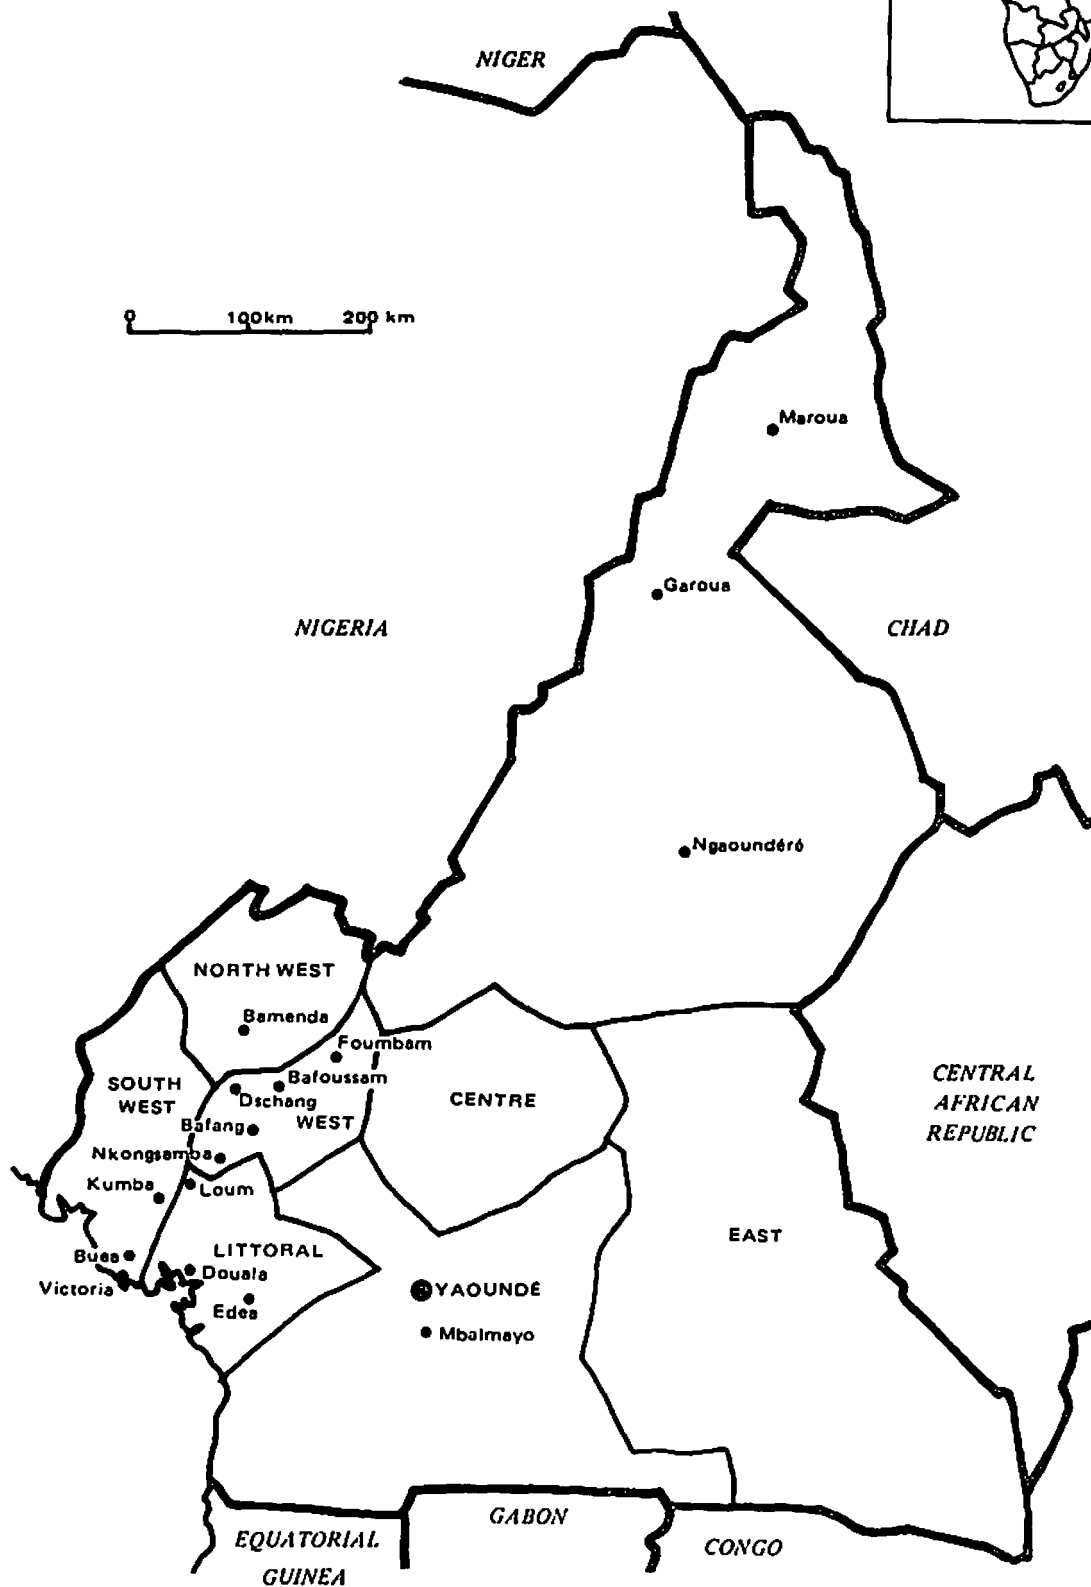 NIGER
0 100km 200 km
Maroua
Garoua
NIGERIA
CHAD
Ngaoundéré
NORTH WEST
Bamenda
Foumbam
Bafoussam
SOUTH
WEST
Dschang
WEST
CENTRE
CENTRAL
AFRICAN
REPUBLIC
Bafang
Nkongsamba
Kumba
Loum
EAST
Buea
LITTORAL
Douala
Victoria
Edea
YAOUNDÉ
Mbalmayo
GABON
EQUATORIAL
GUINEA
CONGO